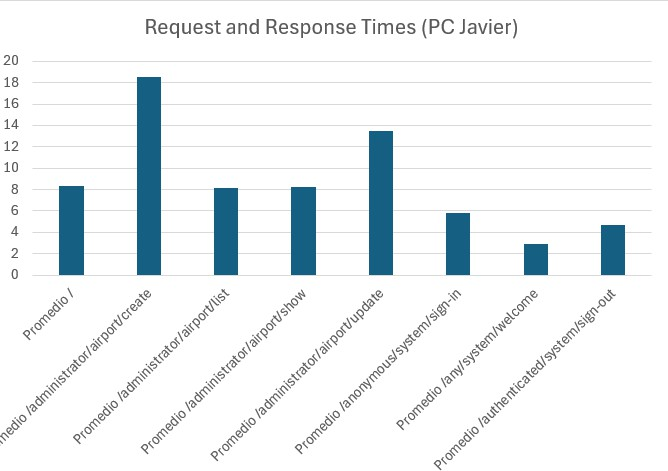 Request and Response Times (PC Javier)
20
18
16
14
12
10
8
6
4
2
0
Promedio /
medio /administrator/airport/create
Promedio /administrator/airport/list
Promedio /administrator/airport/show
Promedio /administrator/airport/update
Promedio /anonymous/system/sign-in
Promedio /any/system/welcome
Promedio /authenticated/system/sign-out